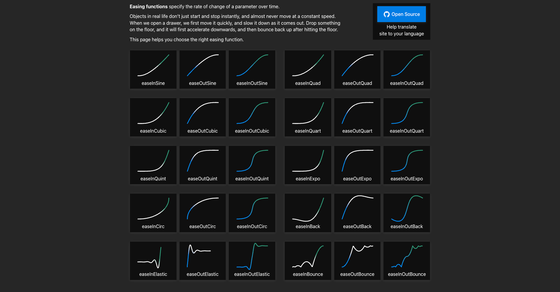 Easing functions specify the rate of change of a parameter over time.
Objects in real life don't just start and stop instantly, and almost never move at a constant speed.
When we open a drawer, we first move it quickly, and slow it down as it comes out. Drop something
on the floor, and it will first accelerate downwards, and then bounce back up after hitting the floor.
This page helps you choose the right easing function.
Open Source
Help translate
site to your language
easeInSine easeOutSine easeInOutSine easeInQuad easeOutQuad easeInOutQuad
easeInCubic easeOutCubic easeInOutCubic easeInQuart easeOutQuart easeInOutQuart
easeInQuint easeOutQuint easeInOutQuint easeInExpo easeOutExpo easeInOutExpo
easeInCirc easeOutCirc easeInOutCirc easeInBack easeOutBack easeInOutBack
easeInElastic easeOutElastic easeInOutElastic easeInBounce easeOutBounce easeInOutBounce